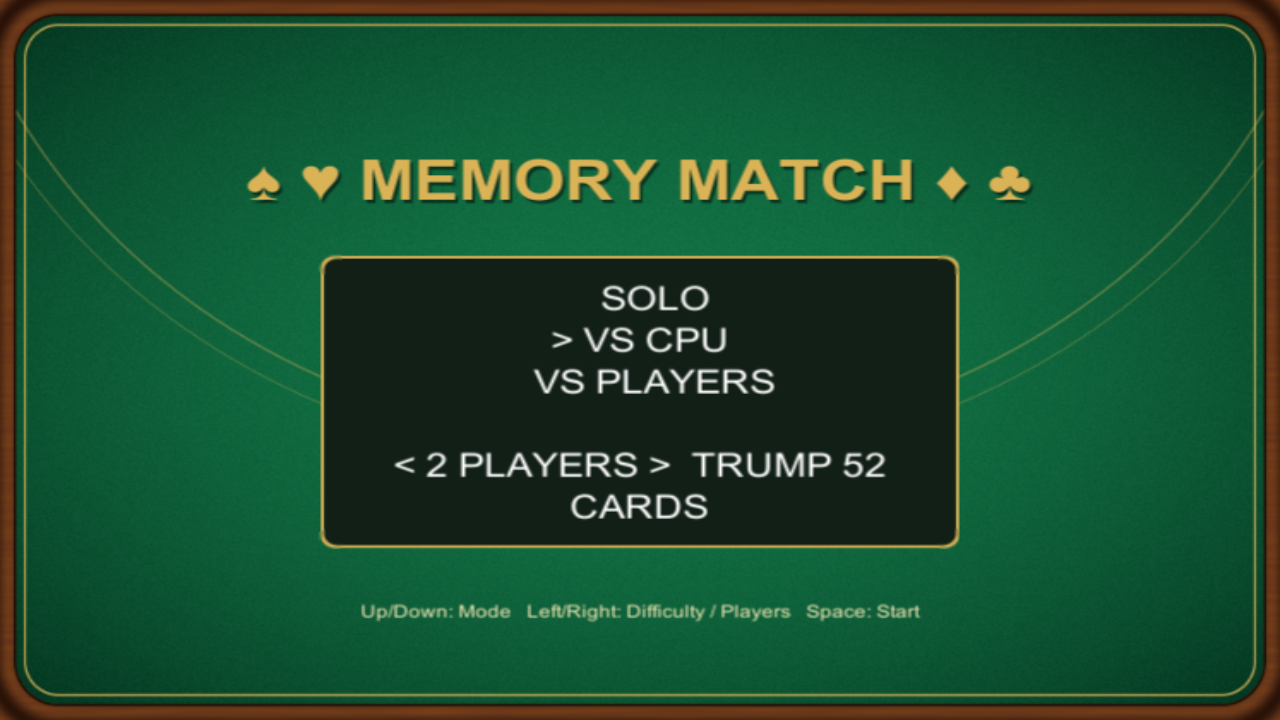 ♠ ♥ MEMORY MATCH ♦ ♣
SOLO
> VS CPU
VS PLAYERS
< 2 PLAYERS > TRUMP 52
CARDS
Up/Down: Mode Left/Right: Difficulty / Players Space: Start